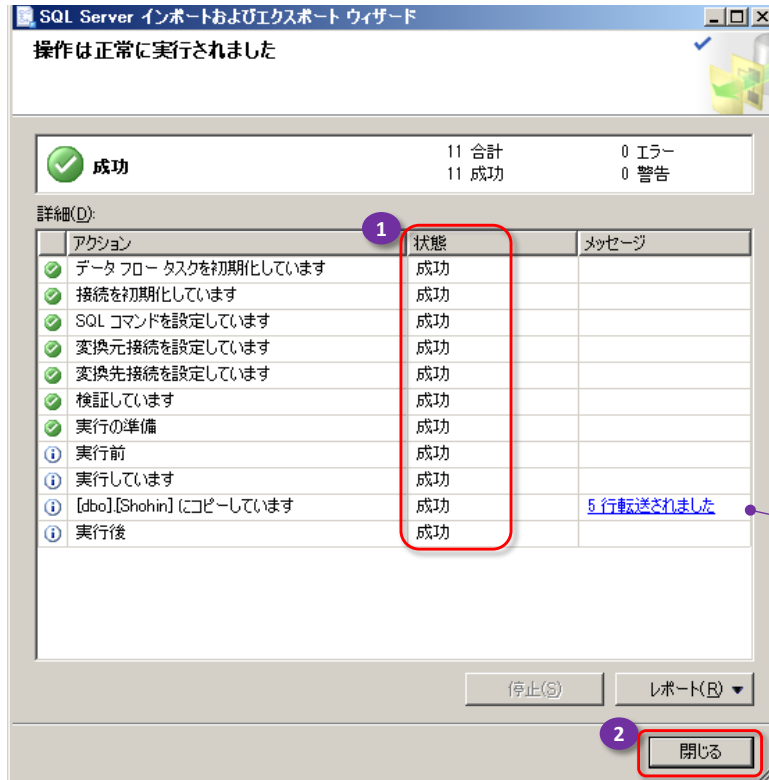 SQL Server インポートおよびエクスポート ウィザード
操作は正常に実行されました
成功
11 合計
0 エラー
11 成功
0 警告
詳細(D):
1
アクション 状態 メッセージ
データ フロー タスクを初期化しています 成功
接続を初期化しています 成功
SQL コマンドを設定しています 成功
変換元接続を設定しています 成功
変換先接続を設定しています 成功
検証しています 成功
実行の準備 成功
実行前 成功
実行しています 成功
[dbo].[Shohin] にコピーしています 成功 5 行転送されました
実行後 成功
停止(S) レポート(R)
2
閉じる